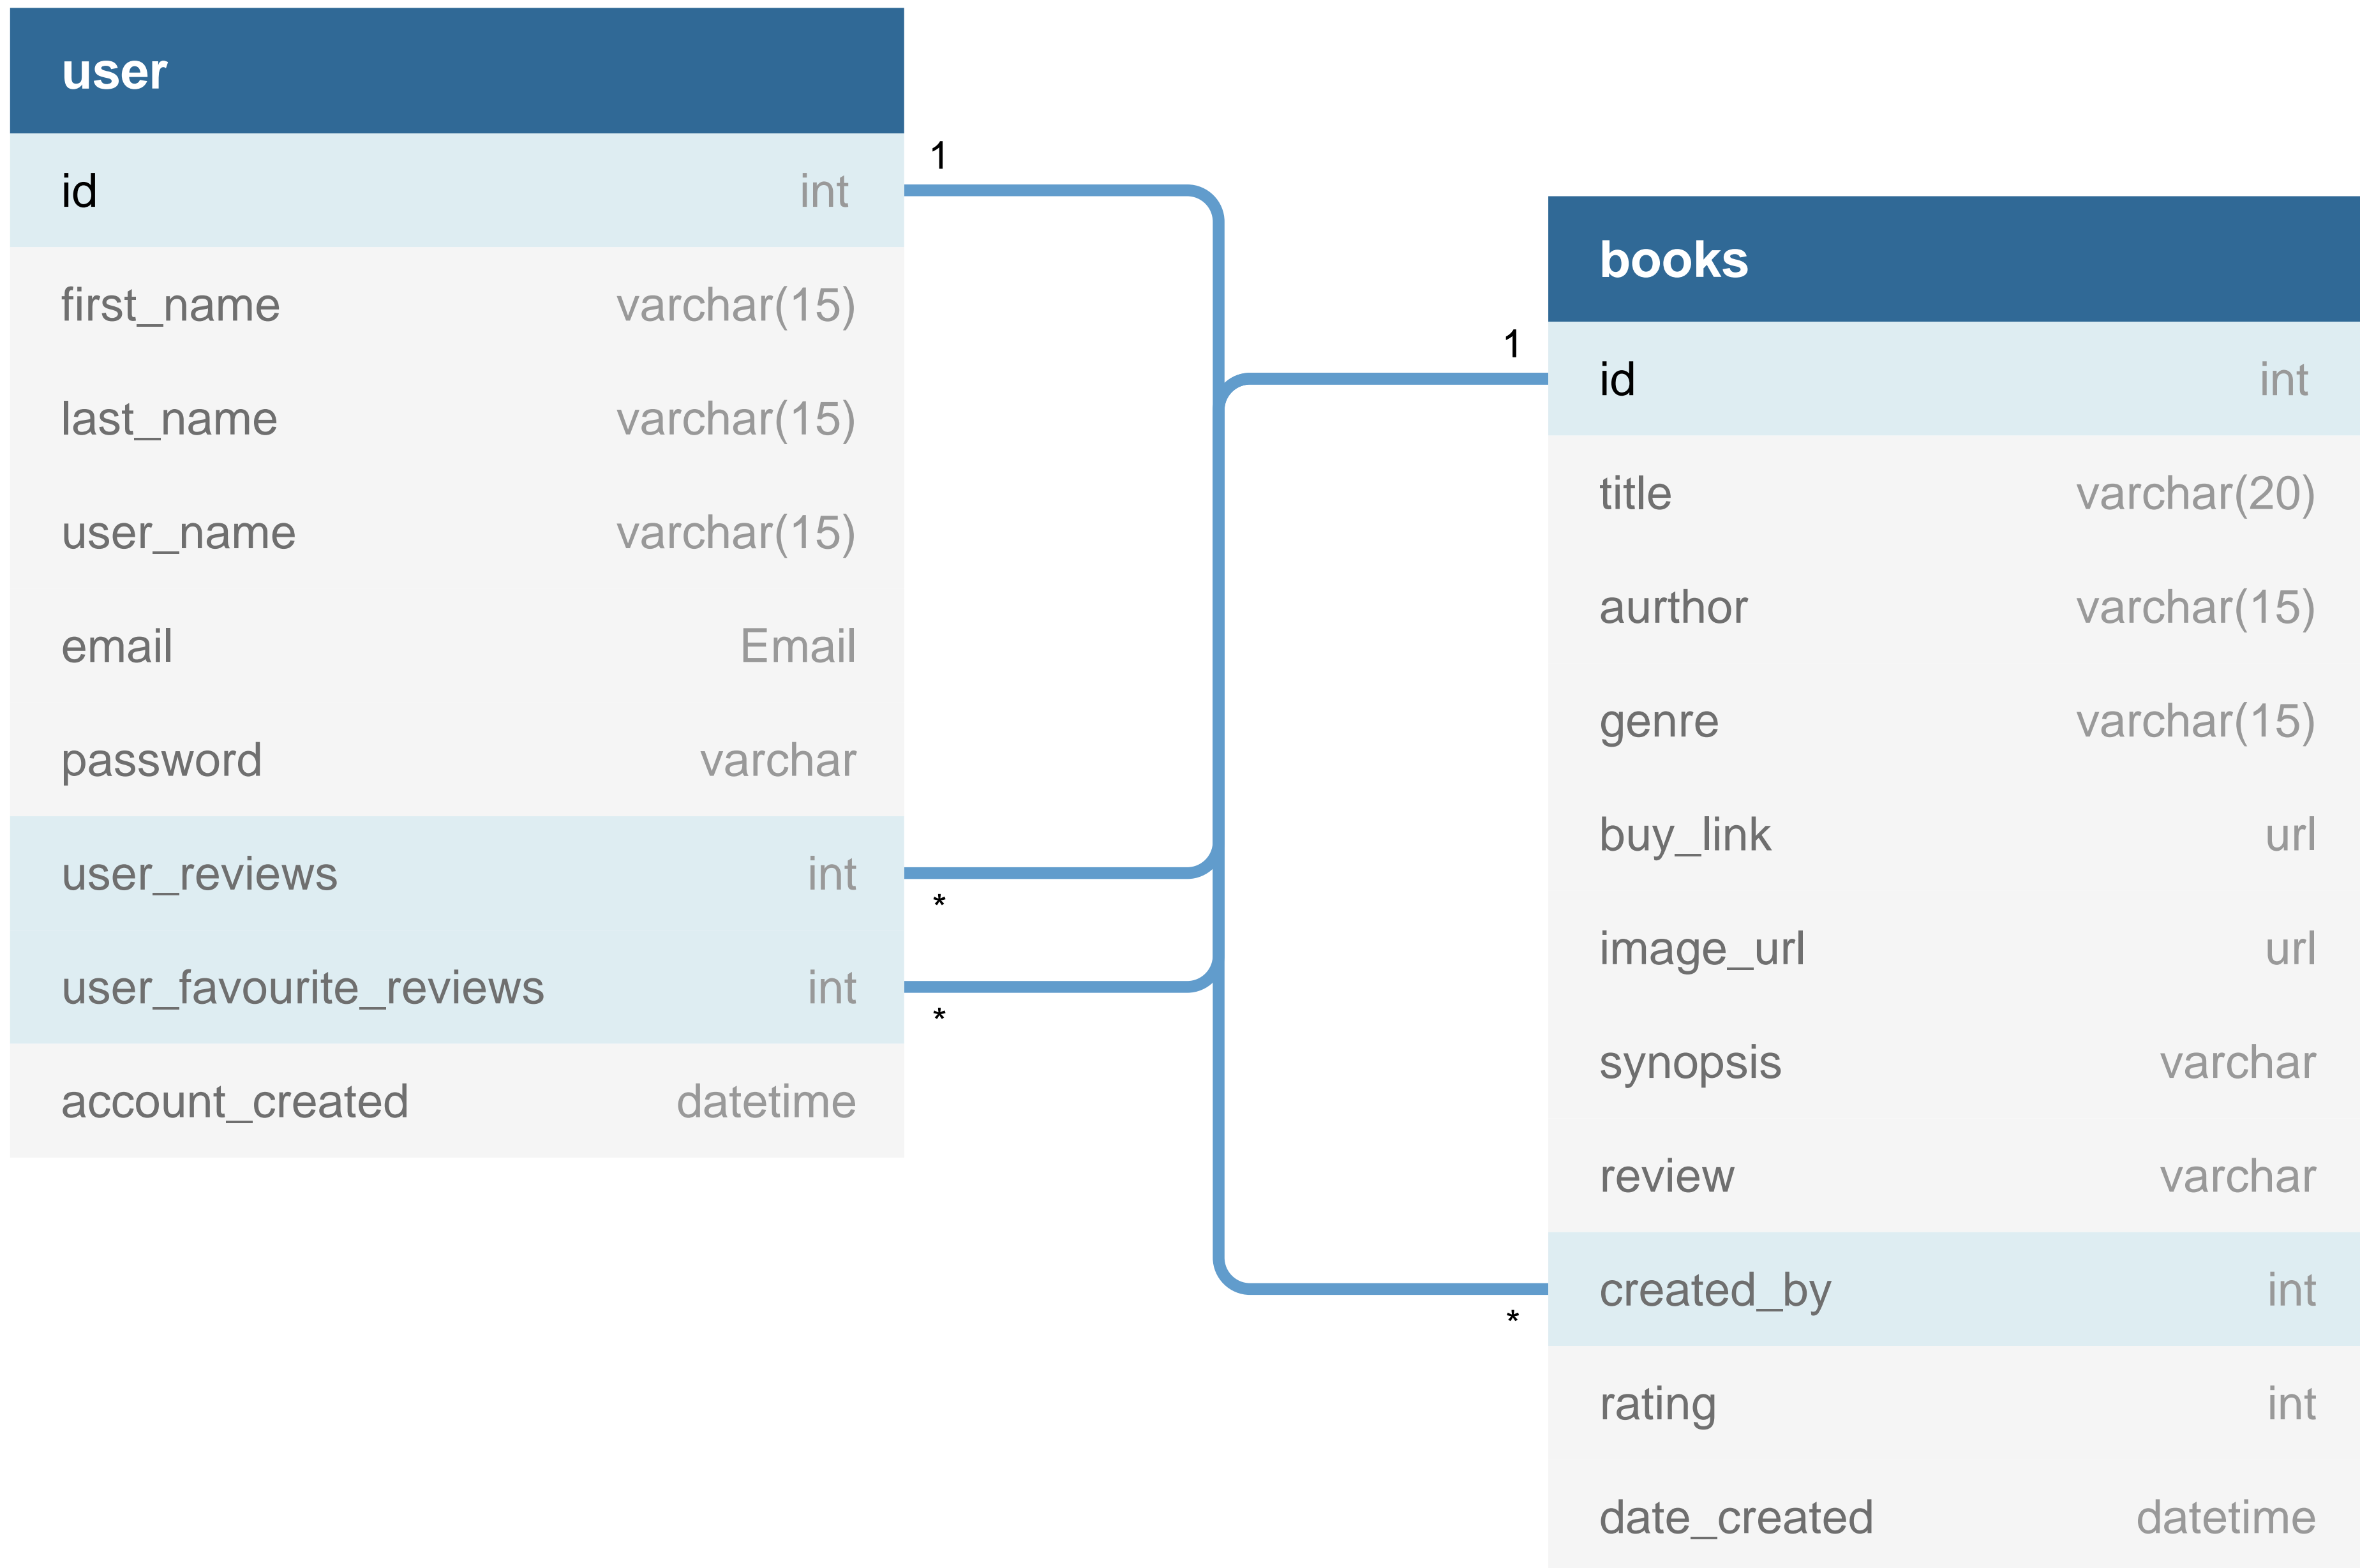 user
id int
first_name varchar(15)
last_name varchar(15)
user_name varchar(15)
email Email
password varchar
user_reviews int
user_favourite_reviews int
account_created datetime
1
*
*
1
*
books
id int
title varchar(20)
aurthor varchar(15)
genre varchar(15)
buy_link url
image_url url
synopsis varchar
review varchar
created_by int
rating int
date_created datetime